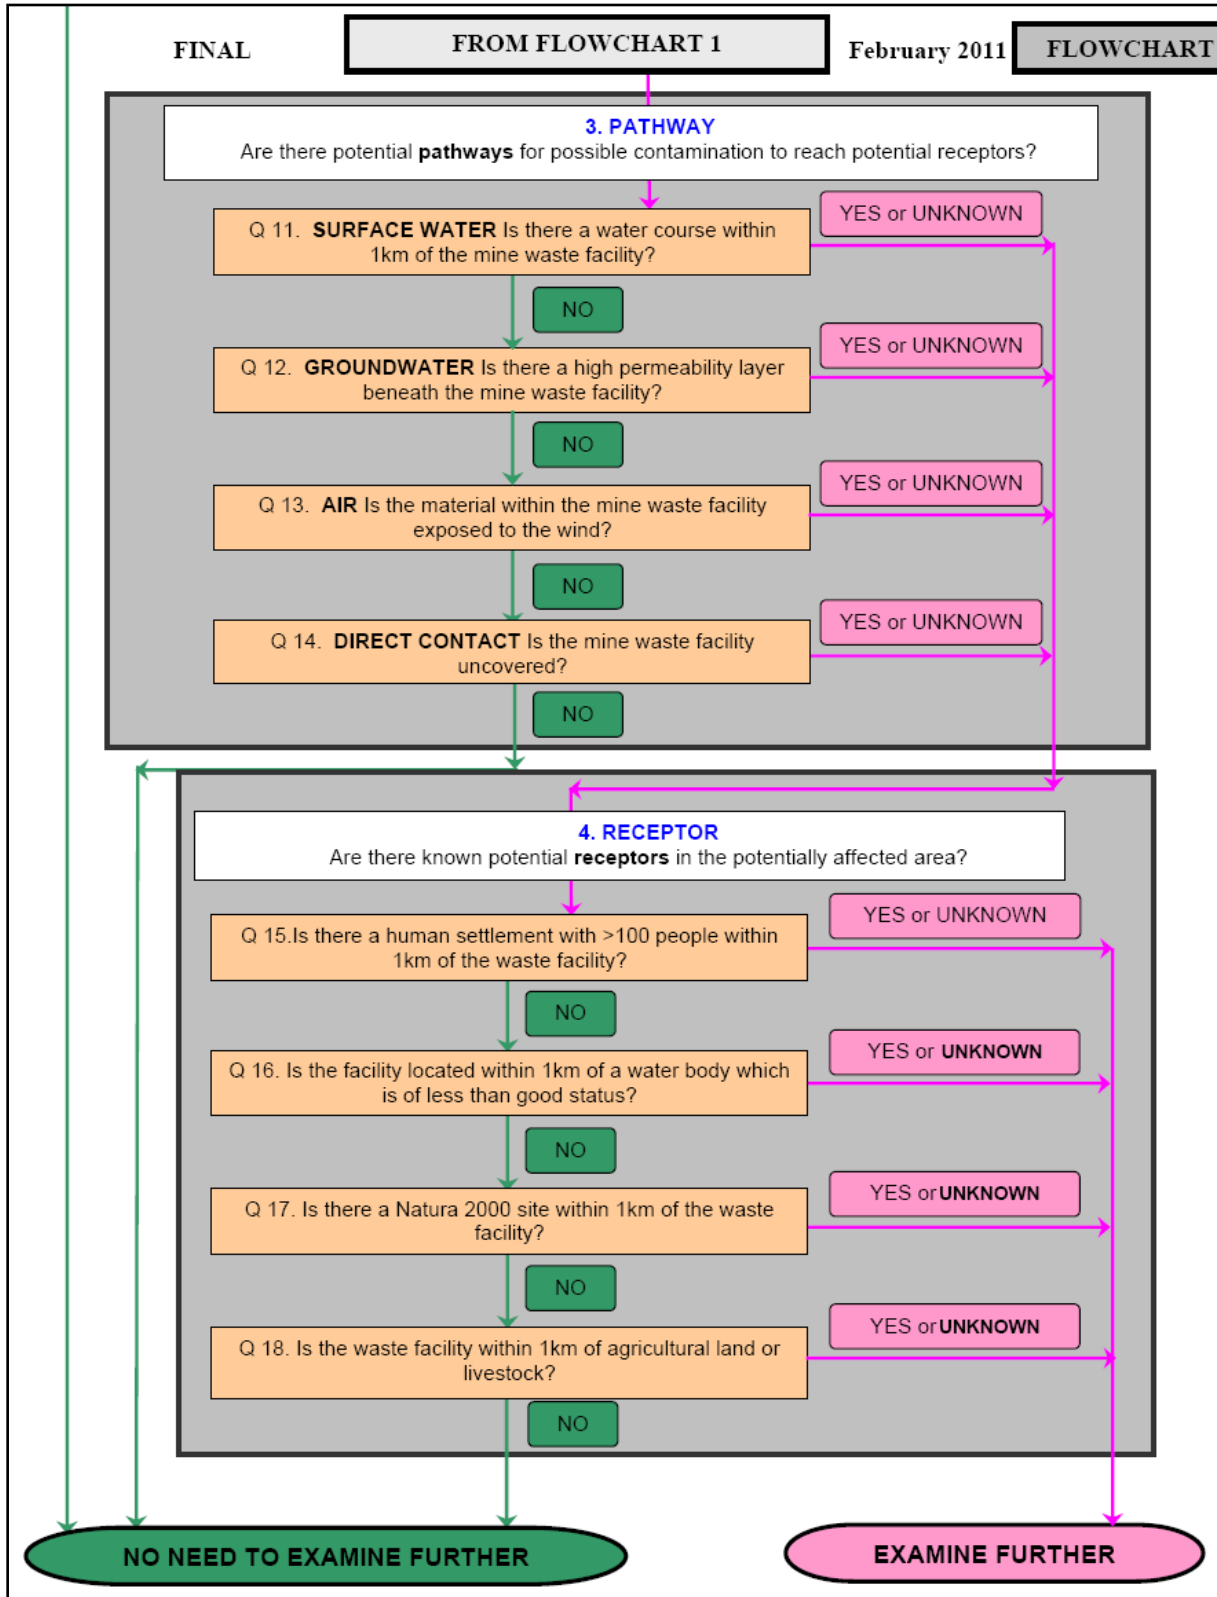 FINAL
FROM FLOWCHART 1
February 2011
FLOWCHART
3. PATHWAY
Are there potential pathways for possible contamination to reach potential receptors?
Q 11. SURFACE WATER Is there a water course within
1km of the mine waste facility?
YES or UNKNOWN
NO
Q 12. GROUNDWATER Is there a high permeability layer
beneath the mine waste facility?
YES or UNKNOWN
NO
Q 13. AIR Is the material within the mine waste facility
exposed to the wind?
YES or UNKNOWN
NO
Q 14. DIRECT CONTACT Is the mine waste facility
uncovered?
YES or UNKNOWN
NO
4. RECEPTOR
Are there known potential receptors in the potentially affected area?
Q 15.Is there a human settlement with >100 people within
1km of the waste facility?
YES or UNKNOWN
NO
Q 16. Is the facility located within 1km of a water body which
is of less than good status?
YES or UNKNOWN
NO
Q 17. Is there a Natura 2000 site within 1km of the waste
facility?
YES or UNKNOWN
NO
Q 18. Is the waste facility within 1km of agricultural land or
livestock?
YES or UNKNOWN
NO
NO NEED TO EXAMINE FURTHER
EXAMINE FURTHER